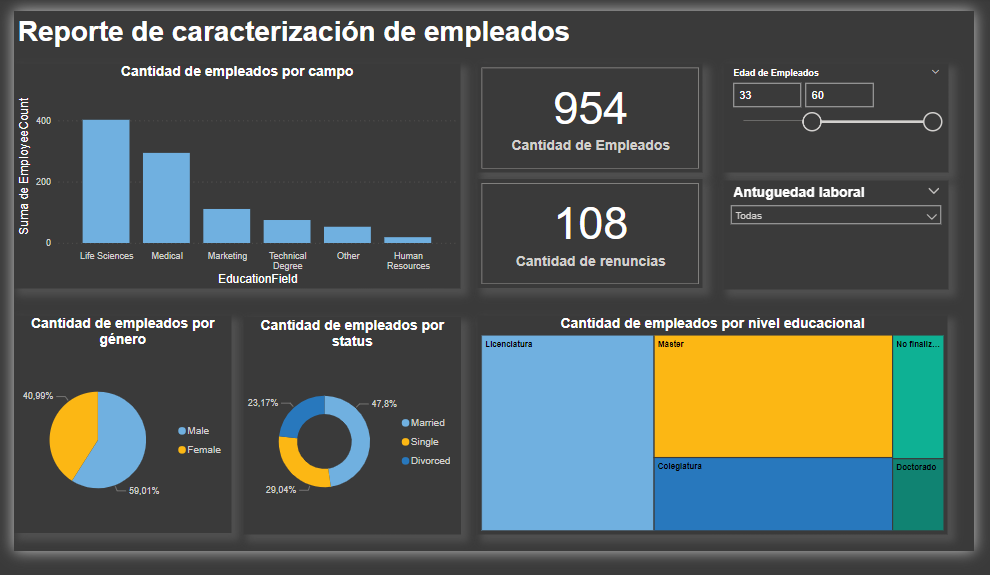 Reporte de caracterización de empleados
Cantidad de empleados por campo
Suma de EmployeeCount
400
200
0
Life Sciences
Medical
Marketing
Technical
Degree
Other
Human
Resources
EducationField
954
Cantidad de Empleados
108
Cantidad de renuncias
Edad de Empleados
33 60
Antuguedad laboral
Todas
Cantidad de empleados por
género
40,99%
59,01%
Male
Female
Cantidad de empleados por
status
23,17%
47,8%
29,04%
Married
Single
Divorced
Cantidad de empleados por nivel educacional
Licenciatura
Máster
No finaliz...
Colegiatura
Doctorado